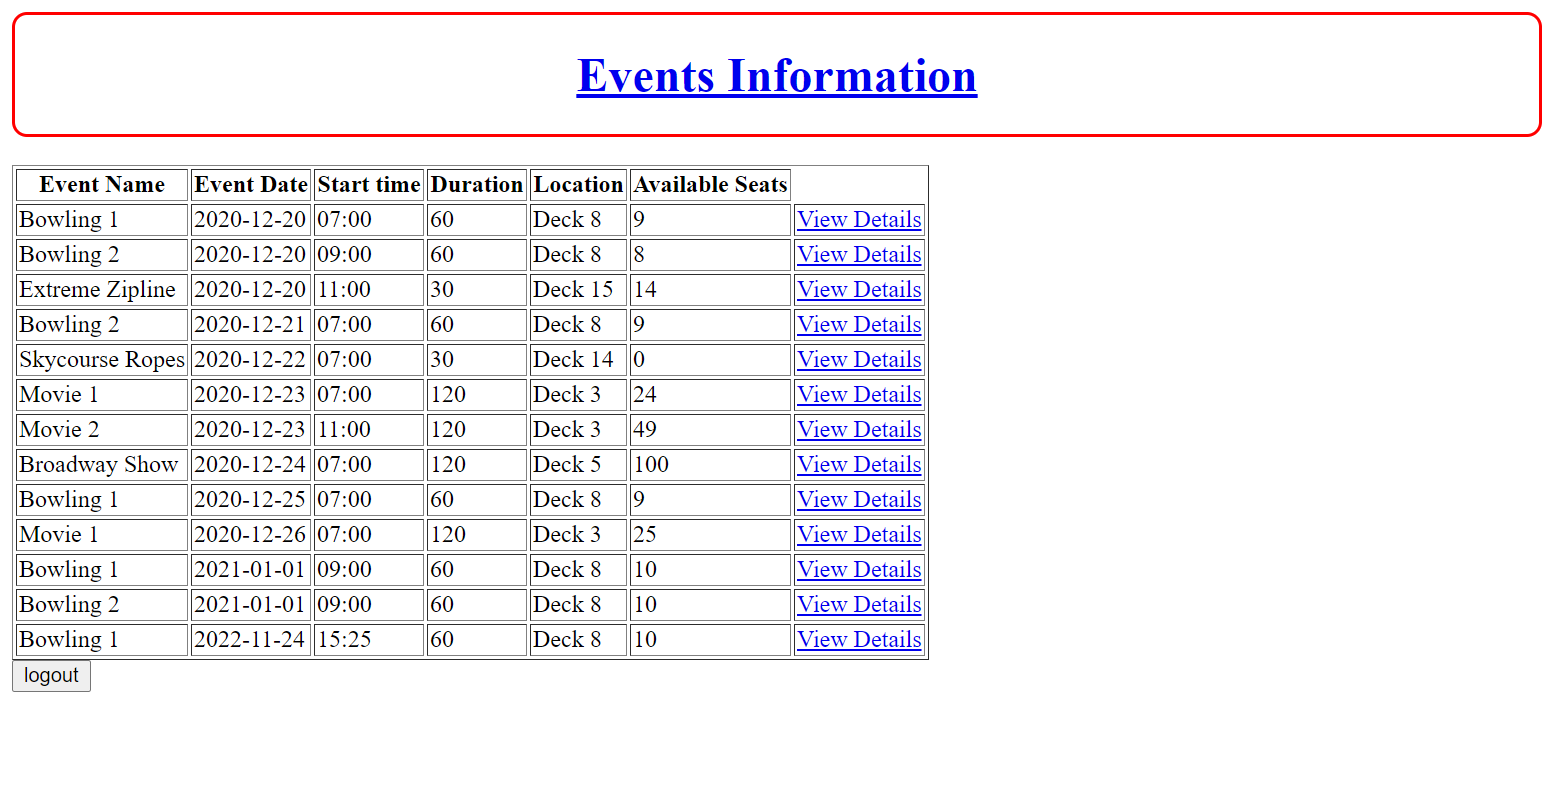 Events Information
Event Name Event Date Start time Duration Location Available Seats
Bowling 1 2020-12-20 07:00 60 Deck 8 9 View Details
Bowling 2 2020-12-20 09:00 60 Deck 8 8 View Details
Extreme Zipline 2020-12-20 11:00 30 Deck 15 14 View Details
Bowling 2 2020-12-21 07:00 60 Deck 8 9 View Details
Skycourse Ropes 2020-12-22 07:00 30 Deck 14 0 View Details
Movie 1 2020-12-23 07:00 120 Deck 3 24 View Details
Movie 2 2020-12-23 11:00 120 Deck 3 49 View Details
Broadway Show 2020-12-24 07:00 120 Deck 5 100 View Details
Bowling 1 2020-12-25 07:00 60 Deck 8 9 View Details
Movie 1 2020-12-26 07:00 120 Deck 3 25 View Details
Bowling 1 2021-01-01 09:00 60 Deck 8 10 View Details
Bowling 2 2021-01-01 09:00 60 Deck 8 10 View Details
Bowling 1 2022-11-24 15:25 60 Deck 8 10 View Details
logout